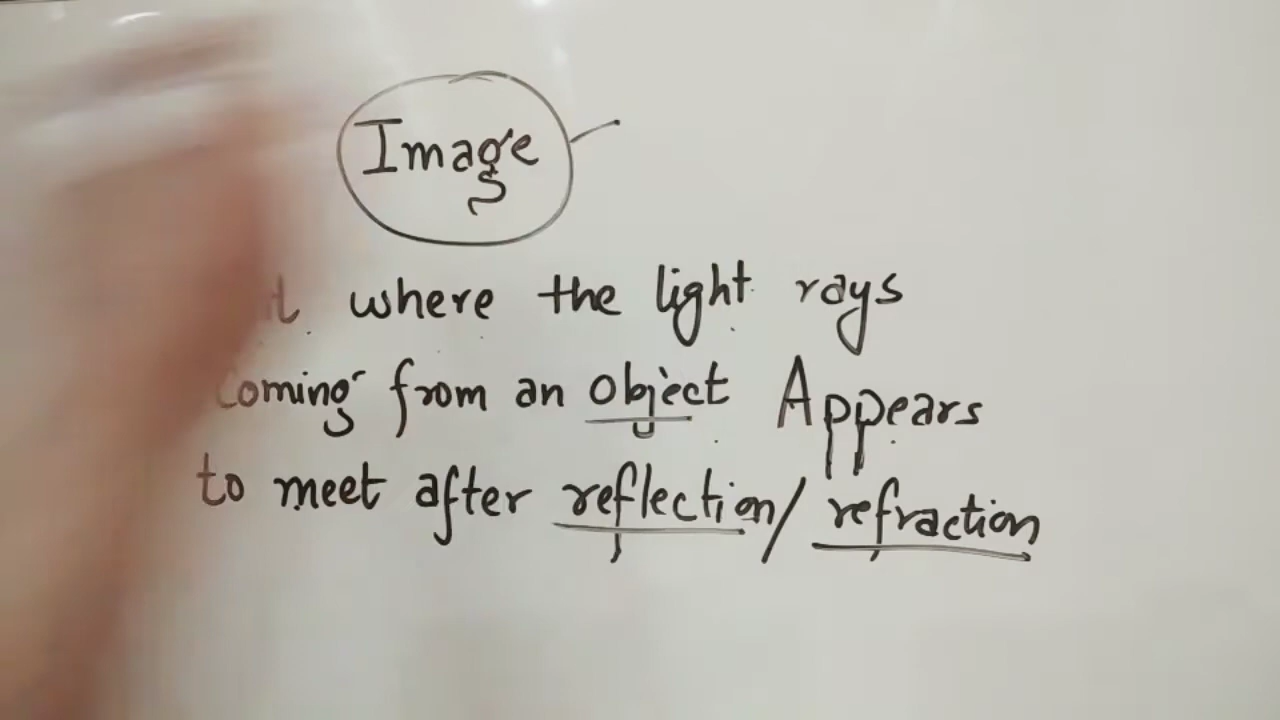 Image
where the light rays
Coming from an object Appears
to meet after reflection/ refraction